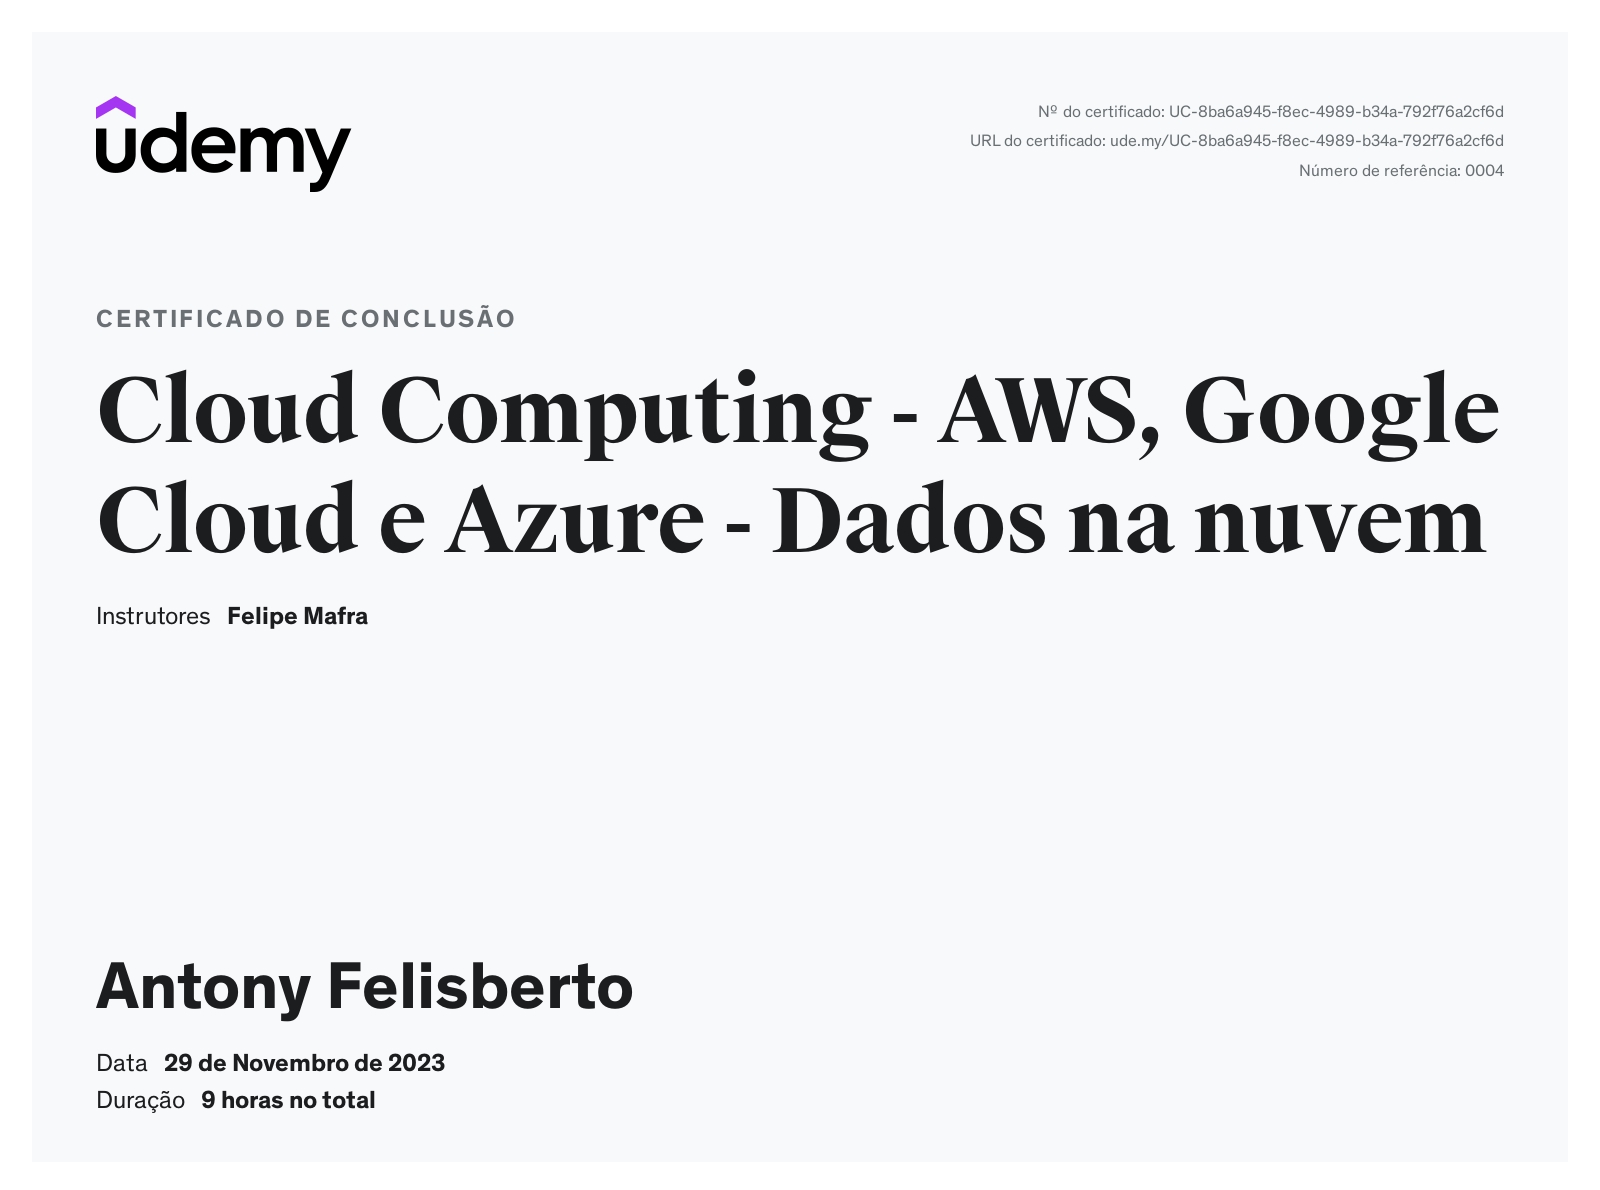 udemy
Nº do certificado: UC-8ba6a945-f8ec-4989-b34a-792f76a2cf6d
URL do certificado: ude.my/UC-8ba6a945-f8ec-4989-b34a-792f76a2cf6d
Número de referência: 0004
CERTIFICADO DE CONCLUSÃO
Cloud Computing - AWS, Google
Cloud e Azure - Dados na nuvem
Instrutores Felipe Mafra
Antony Felisberto
Data 29 de Novembro de 2023
Duração 9 horas no total